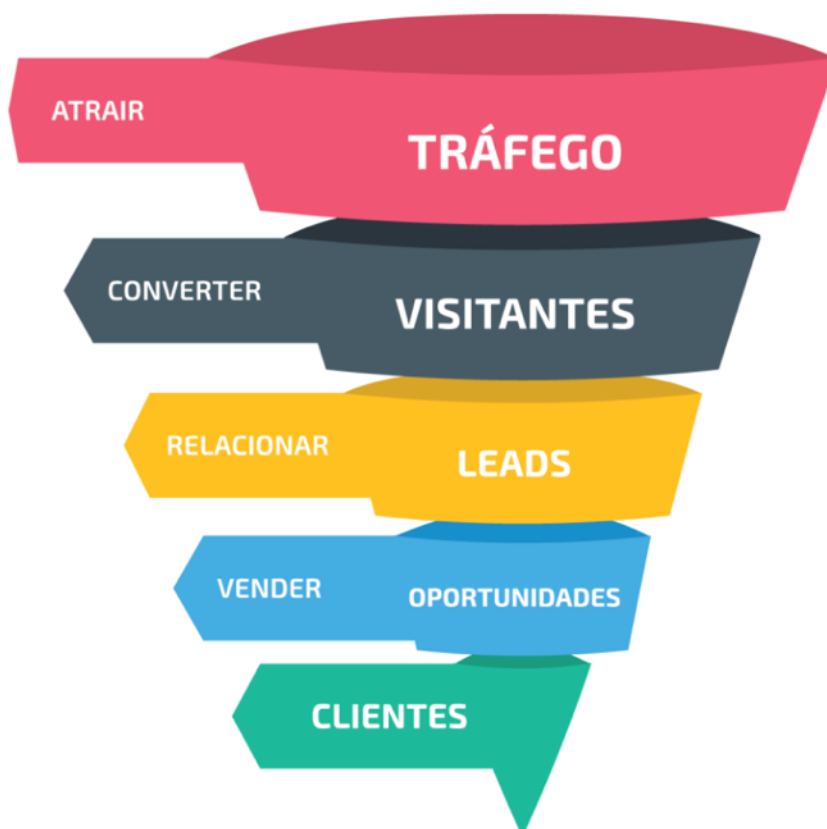 ATRAIR
TRÁFEGO
CONVERTER
VISITANTES
RELACIONAR
LEADS
VENDER
OPORTUNIDADES
CLIENTES